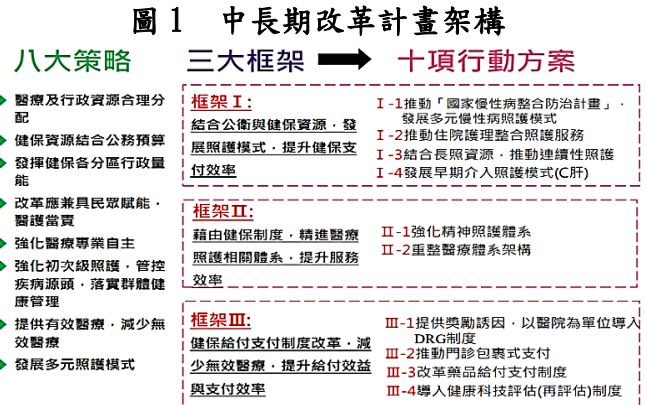 圖1 中長期改革計畫架構
八大策略
三大框架
十項行動方案
醫療及行政資源合理分
配
健保資源結合公務預算
發揮健保各分區行政量
能
改革應兼具民眾賦能，
醫護當責
強化醫療專業自主
強化初次級照護，管控
疾病源頭，落實群體健
康管理
提供有效醫療，減少無
效醫療
發展多元照護模式
框架Ⅰ:
結合公衛與健保資源，發
展照護模式，提升健保支
付效率
Ⅰ-1推動「國家慢性病整合防治計畫」，
發展多元慢性病照護模式
Ⅰ-2推動住院護理整合照護服務
Ⅰ-3結合長照資源，推動連續性照護
Ⅰ-4發展早期介入照護模式(C肝)
框架Ⅱ:
藉由健保制度，精進醫療
照護相關體系，提升服務
效率
Ⅱ-1強化精神照護體系
Ⅱ-2重整醫療體系架構
框架Ⅲ:
健保給付支付制度改革，減
少無效醫療，提升給付效益
與支付效率
Ⅲ-1提供獎勵誘因，以醫院為單位導入
DRG制度
Ⅲ-2推動門診包裹式支付
Ⅲ-3改革藥品給付支付制度
Ⅲ-4導入健康科技評估(再評估)制度